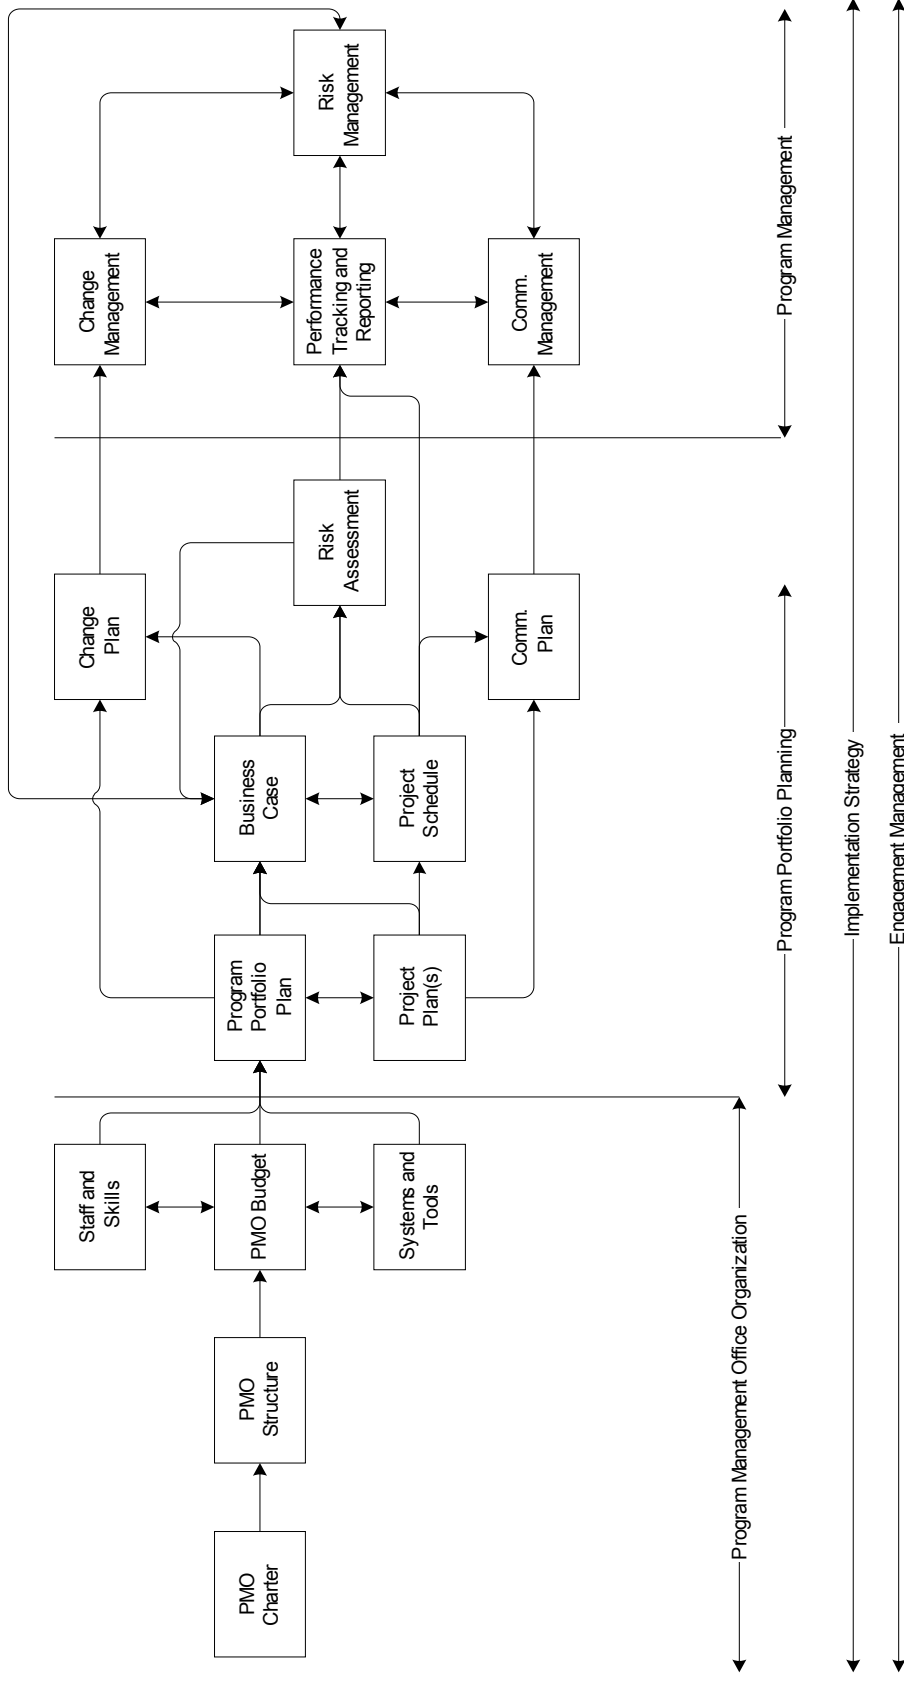 PMO
Charter
PMO
Structure
Staff and
Skills
PMO Budget
Systems and
Tools
Program
Portfolio
Plan
Project
Plan(s)
Business
Case
Project
Schedule
Change
Plan
Risk
Assessment
Comm.
Plan
Change
Management
Performance
Tracking and
Reporting
Comm.
Management
Risk
Management
Program Management Office Organization
Program Portfolio Planning
Program Management
Implementation Strategy
Engagement Management